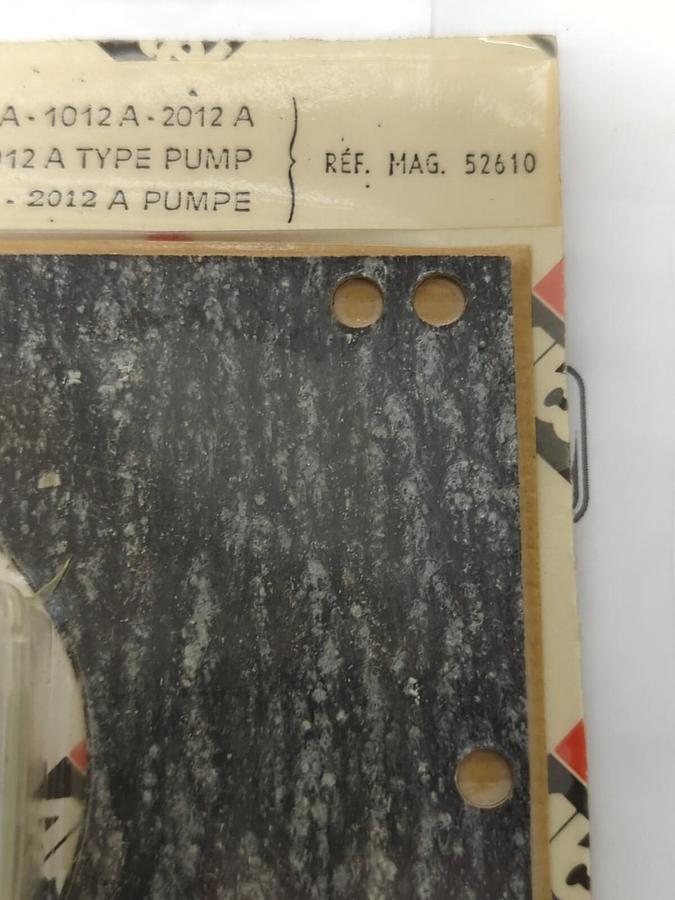 A - 1012 A - 2012 A
012 A TYPE PUMP
- 2012 A PUMPE
RÉF. MAG. 52610